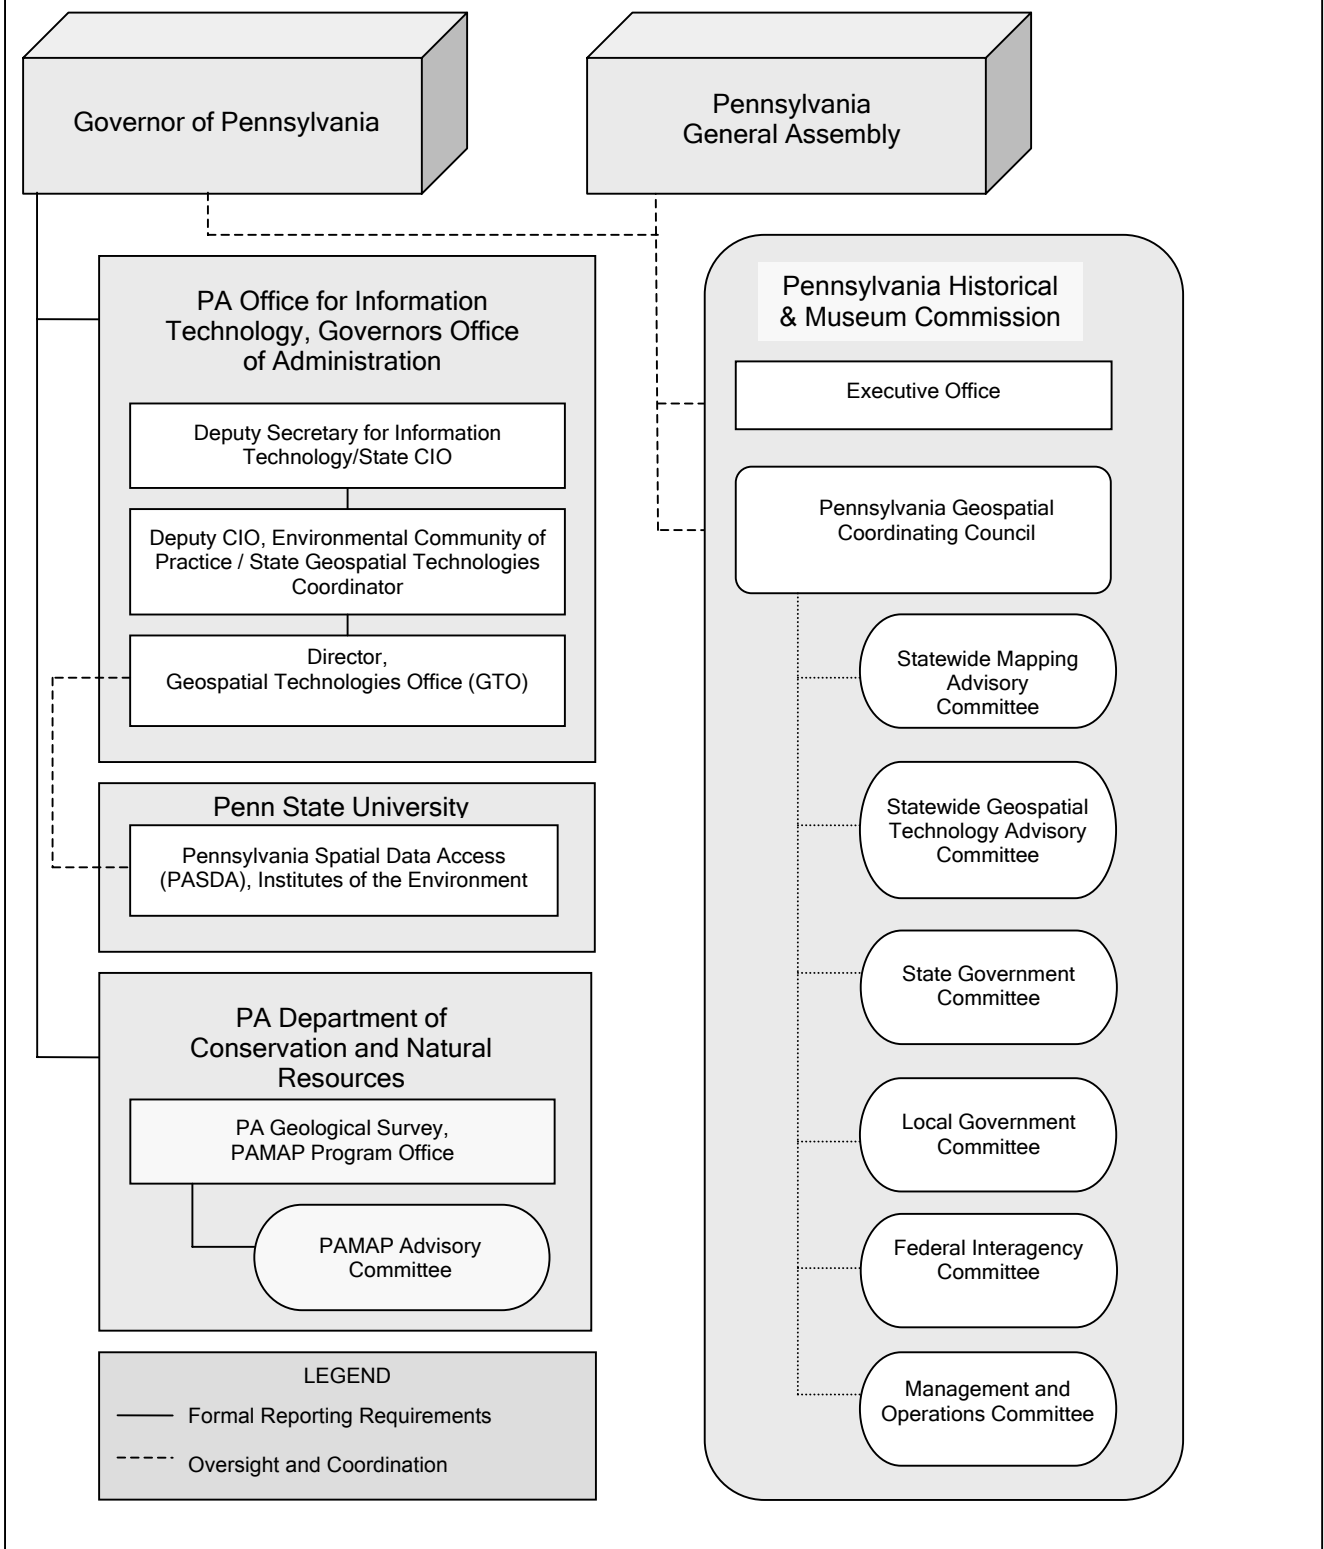 Governor of Pennsylvania
Pennsylvania
General Assembly
PA Office for Information
Technology, Governors Office
of Administration
Deputy Secretary for Information
Technology/State CIO
Deputy CIO, Environmental Community of
Practice / State Geospatial Technologies
Coordinator
Director,
Geospatial Technologies Office (GTO)
Penn State University
Pennsylvania Spatial Data Access
(PASDA), Institutes of the Environment
PA Department of
Conservation and Natural
Resources
PA Geological Survey,
PAMAP Program Office
PAMAP Advisory
Committee
LEGEND
Formal Reporting Requirements
Oversight and Coordination
Pennsylvania Historical
& Museum Commission
Executive Office
Pennsylvania Geospatial
Coordinating Council
Statewide Mapping
Advisory
Committee
Statewide Geospatial
Technology Advisory
Committee
State Government
Committee
Local Government
Committee
Federal Interagency
Committee
Management and
Operations Committee